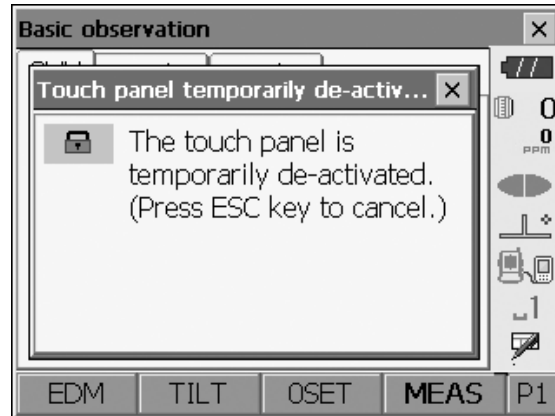 Basic observation
Touch panel temporarily de-activ...
0
The touch panel is
temporarily de-activated.
(Press ESC key to cancel.)
0
PPM
1
EDM TILT 0SET MEAS P1